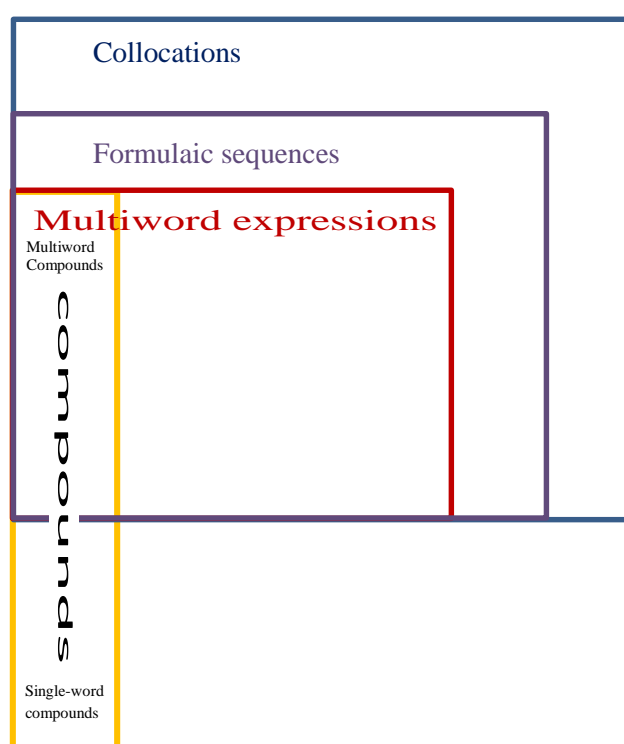 Collocations
Formulaic sequences
Multiword expressions
Multiword
Compounds
compounds
Single-word
compounds